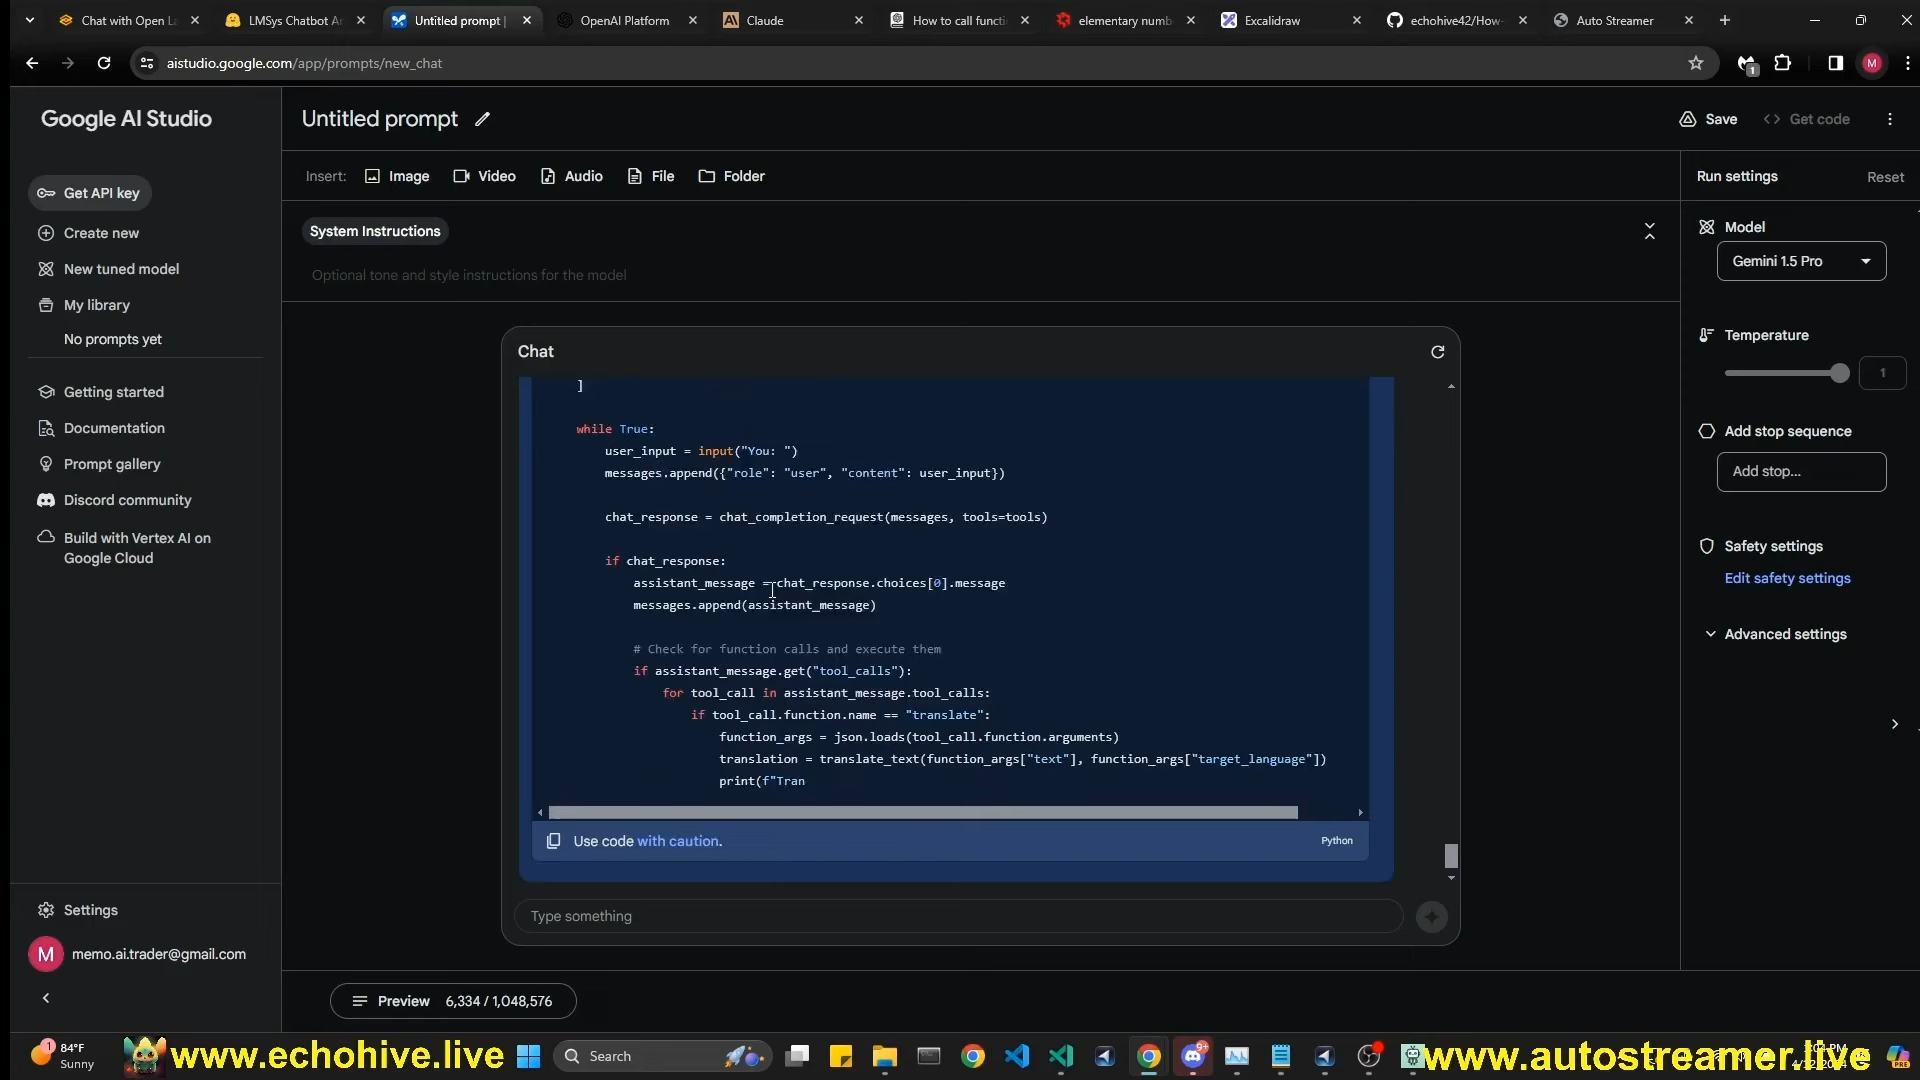 Chat with Open La
LMSys Chatbot Ar
Untitled prompt |
OpenAI Platform
Claude
How to call functi
elementary numb
Excalidraw
echohive42/How-
Auto Streamer
aistudio.google.com/app/prompts/new_chat
M
Google AI Studio
Untitled prompt
Save
<> Get code
Get API key
Insert:
Image
Video
Audio
File
Folder
Run settings
Reset
Create new
System Instructions
Model
New tuned model
Optional tone and style instructions for the model
Gemini 1.5 Pro
My library
No prompts yet
Temperature
1
Chat
Getting started
Documentation
Prompt gallery
Discord community
Build with Vertex AI on
Google Cloud
Add stop sequence
Add stop...
Safety settings
Edit safety settings
Advanced settings
]
while True:
user_input = input("You: ")
messages.append({"role": "user", "content": user_input})
chat_response = chat_completion_request(messages, tools=tools)
if chat_response:
assistant_message = chat_response.choices[0].message
messages.append(assistant_message)
# Check for function calls and execute them
if assistant_message.get("tool_calls"):
for tool_call in assistant_message.tool_calls:
if tool_call.function.name == "translate":
function_args = json.loads(tool_call.function.arguments)
translation = translate_text(function_args["text"], function_args["target_language"])
print(f"Tran
Use code with caution.
Python
Type something
Settings
M
memo.ai.trader@gmail.com
Preview 6,334 / 1,048,576
1
84°F
Sunny
www.echohive.live
Search
9+
www.autostreamer.live